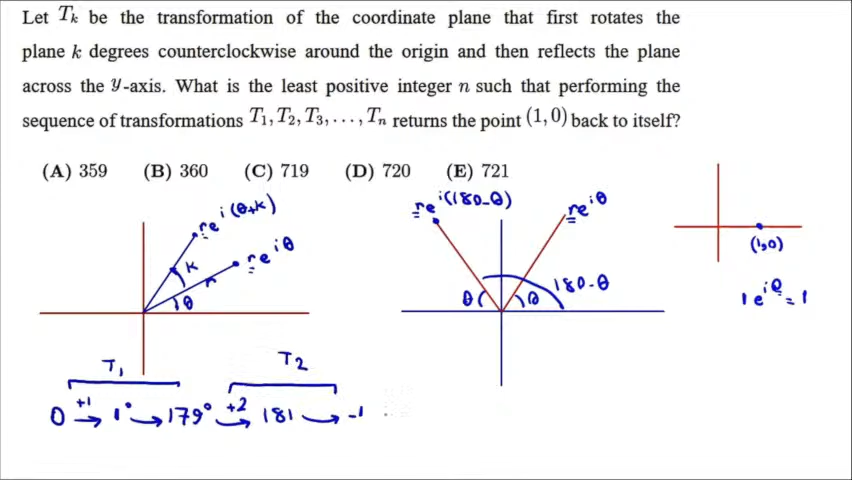 Let T_k be the transformation of the coordinate plane that first rotates the
plane k degrees counterclockwise around the origin and then reflects the plane
across the y-axis. What is the least positive integer n such that performing the
sequence of transformations T_1, T_2, T_3, ..., T_n returns the point (1, 0) back to itself?
(A) 359 (B) 360 (C) 719 (D) 720 (E) 721
re^{i(θ+k)}
re^{iθ}
k
r
θ
re^{i(180-θ)}
re^{iθ}
180-θ
θ
θ
(1,0)
1e^{i0} = 1
T_1
T_2
0 +1→ 1° → 179° +2→ 181 → -1